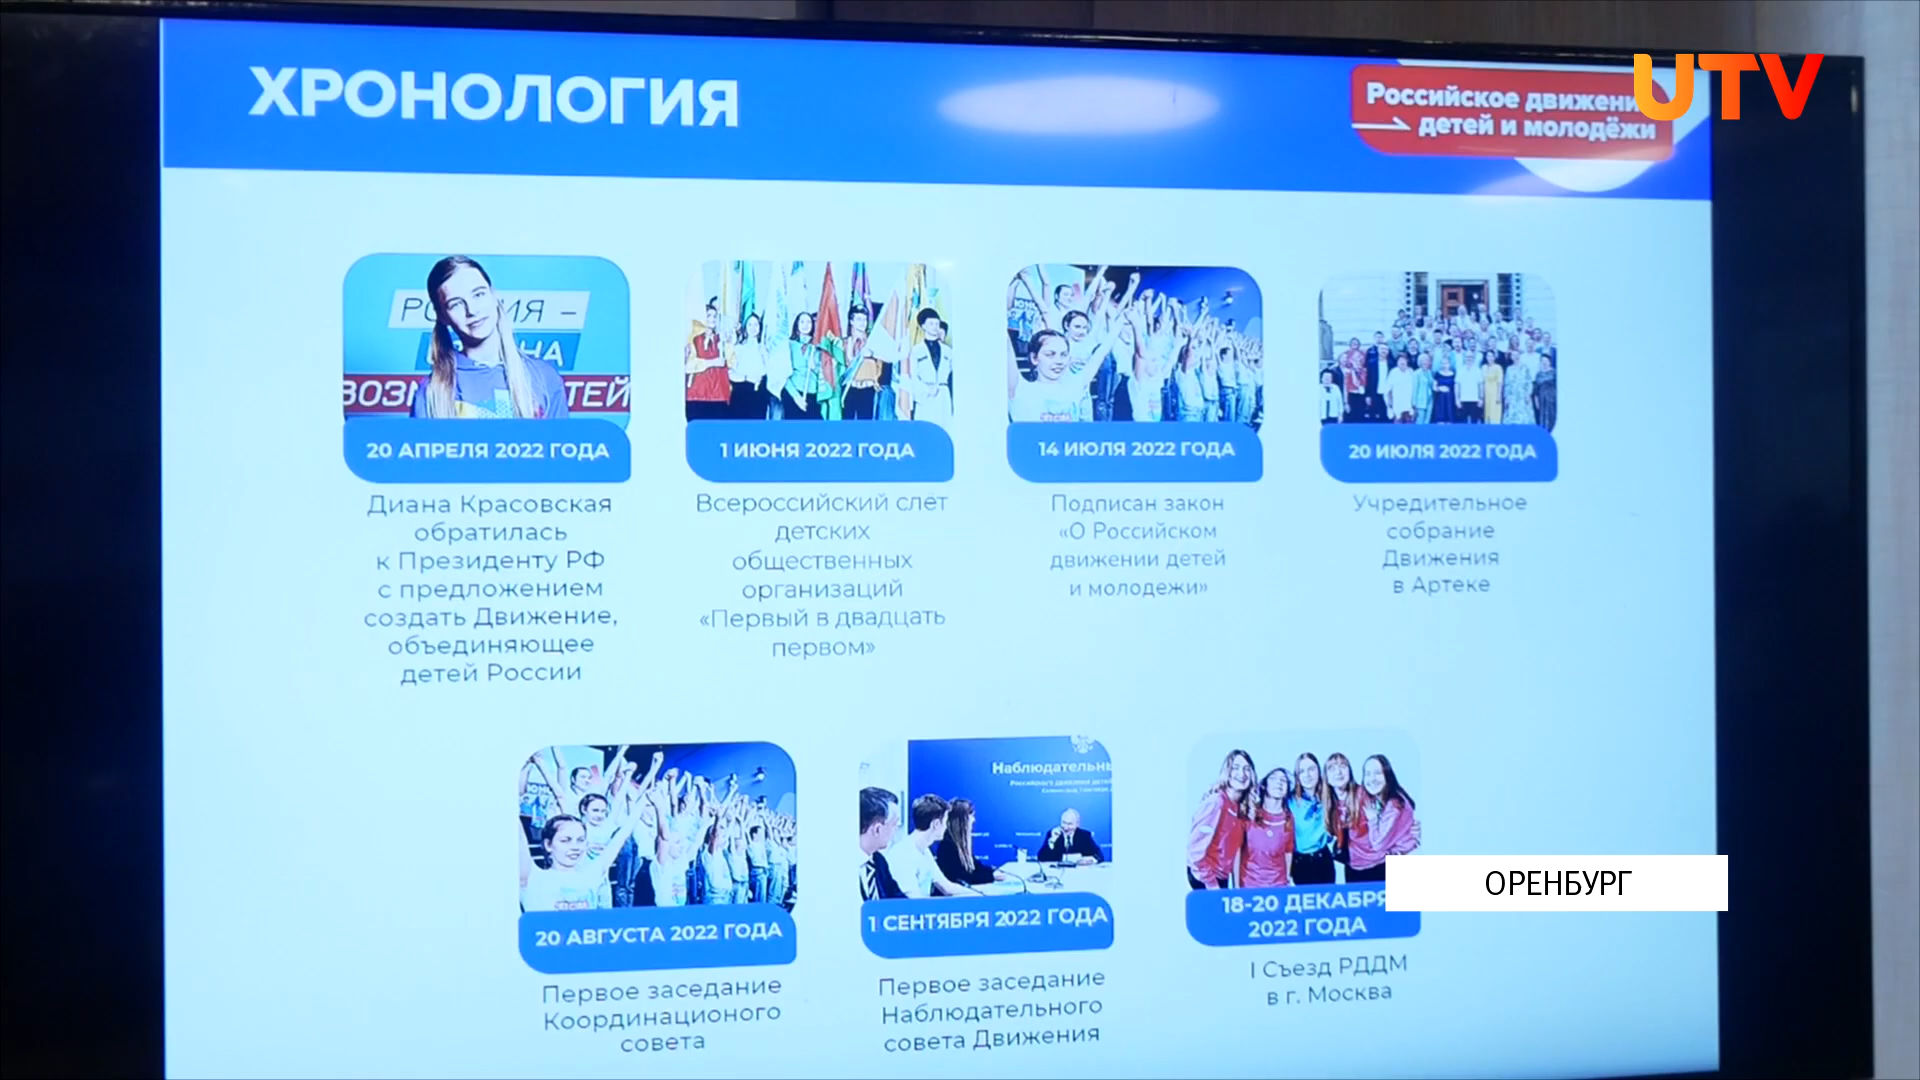 ХРОНОЛОГИЯ
Российское движени
детей и молодёжи
UTV
20 АПРЕЛЯ 2022 ГОДА
Диана Красовская
обратилась
к Президенту РФ
с предложением
создать Движение,
объединяющее
детей России
1 ИЮНЯ 2022 ГОДА
Всероссийский слёт
детских
общественных
организаций
«Первый в двадцать
первом»
14 ИЮЛЯ 2022 ГОДА
Подписан закон
«О Российском
движении детей
и молодежи»
20 ИЮЛЯ 2022 ГОДА
Учредительное
собрание
Движения
в Артеке
20 АВГУСТА 2022 ГОДА
Первое заседание
Координационого
совета
Наблюдательны
1 СЕНТЯБРЯ 2022 ГОДА
Первое заседание
Наблюдательного
совета Движения
18-20 ДЕКАБРЯ
2022 ГОДА
I Съезд РДДМ
в г. Москва
ОРЕНБУРГ